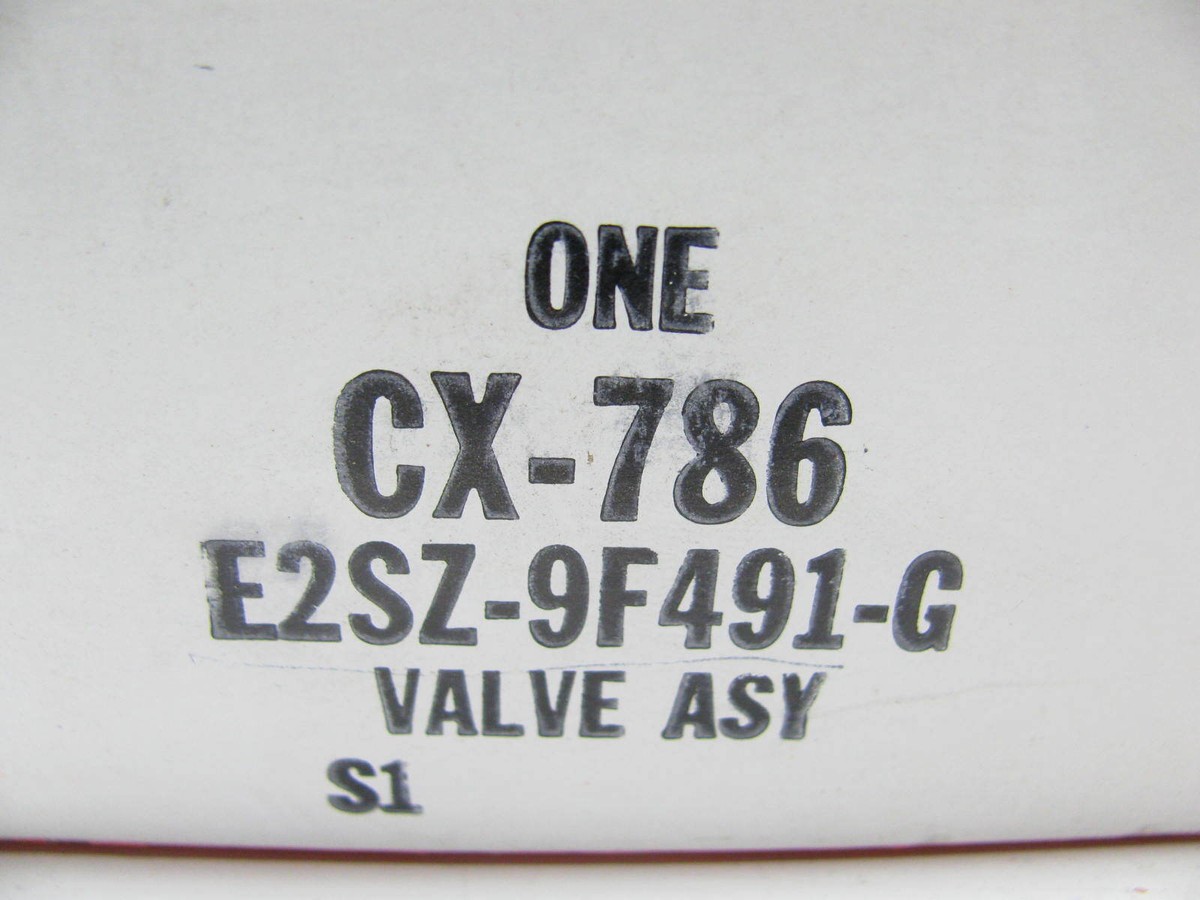 ONE
CX-786
E2SZ-9F491-G
VALVE ASY
S1